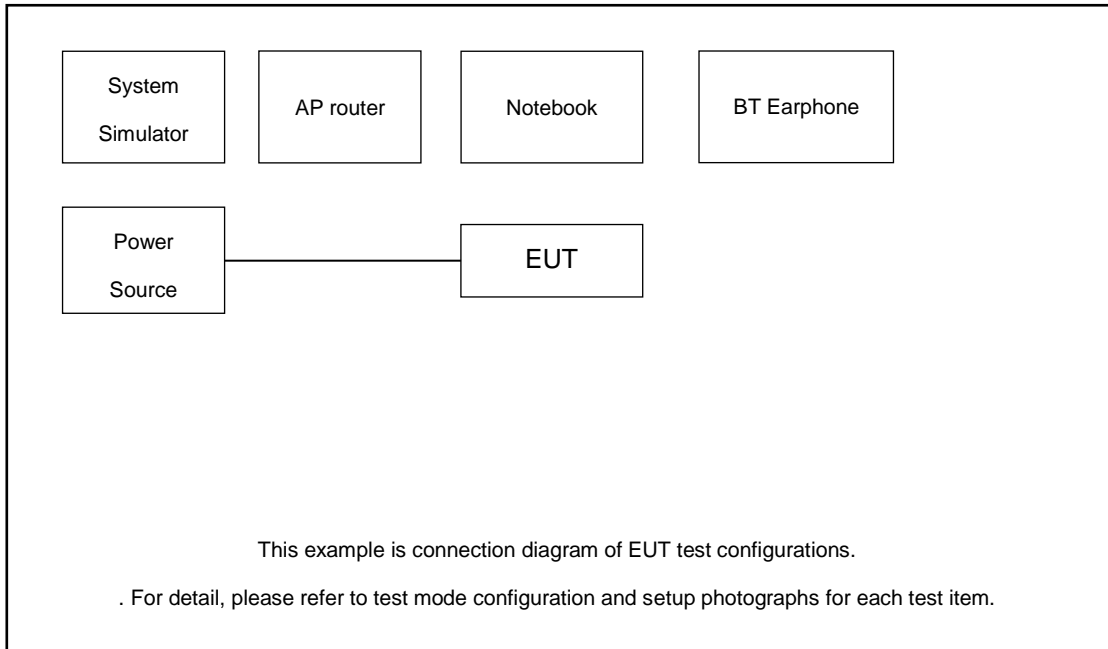 System
Simulator
AP router
Notebook
BT Earphone
Power
Source
EUT
This example is connection diagram of EUT test configurations.
. For detail, please refer to test mode configuration and setup photographs for each test item.